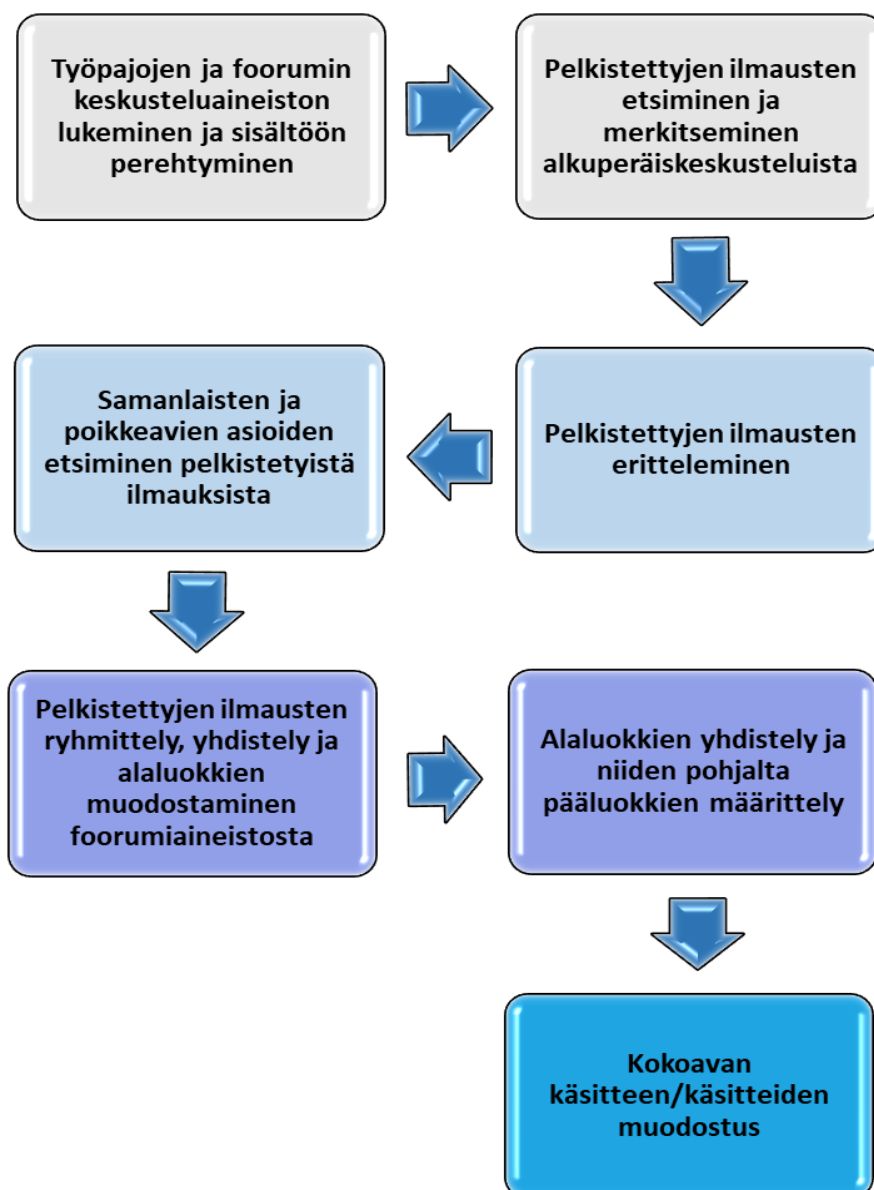 Työpajojen ja foorumin
keskusteluaineiston
lukeminen ja sisältöön
perehtyminen
Pelkistettyjen ilmausten
etsiminen ja
merkitseminen
alkuperäiskeskusteluista
Pelkistettyjen ilmausten
eritteleminen
Samanlaisten ja
poikkeavien asioiden
etsiminen pelkistetyistä
ilmauksista
Pelkistettyjen ilmausten
ryhmittely, yhdistely ja
alaluokkien
muodostaminen
foorumiaineistosta
Alaluokkien yhdistely ja
niiden pohjalta
pääluokkien määrittely
Kokoavan
käsitteen/käsitteiden
muodostus